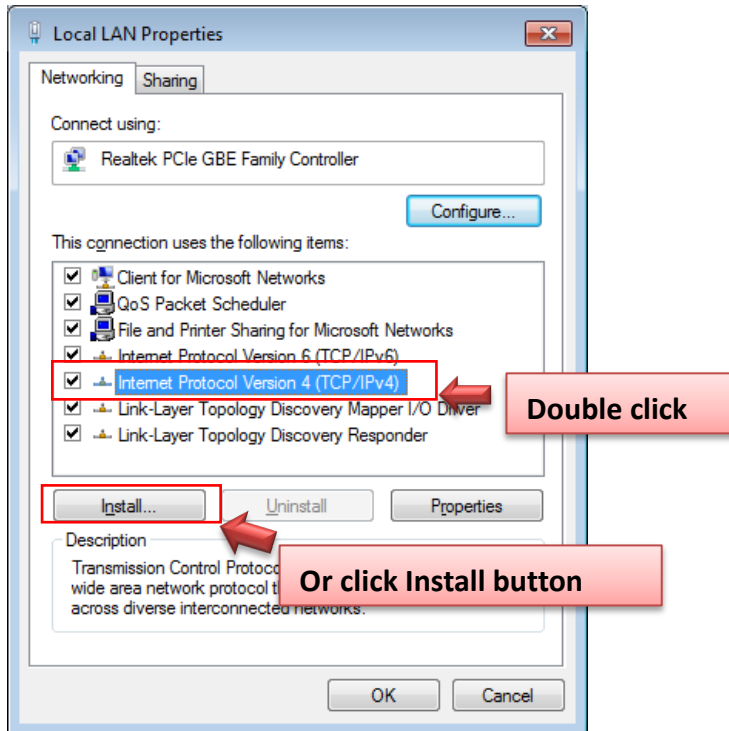 Local LAN Properties
Networking Sharing
Connect using:
Realtek PCIe GBE Family Controller
Configure...
This connection uses the following items:
Client for Microsoft Networks
QoS Packet Scheduler
File and Printer Sharing for Microsoft Networks
Internet Protocol Version 6 (TCP/IPv6)
Internet Protocol Version 4 (TCP/IPv4)
Double click
Link-Layer Topology Discovery Mapper I/O Driver
Link-Layer Topology Discovery Responder
Install... Uninstall Properties
Description
Transmission Control
Or click Install button
wide area network protocol
across diverse interconnected networks.
OK Cancel